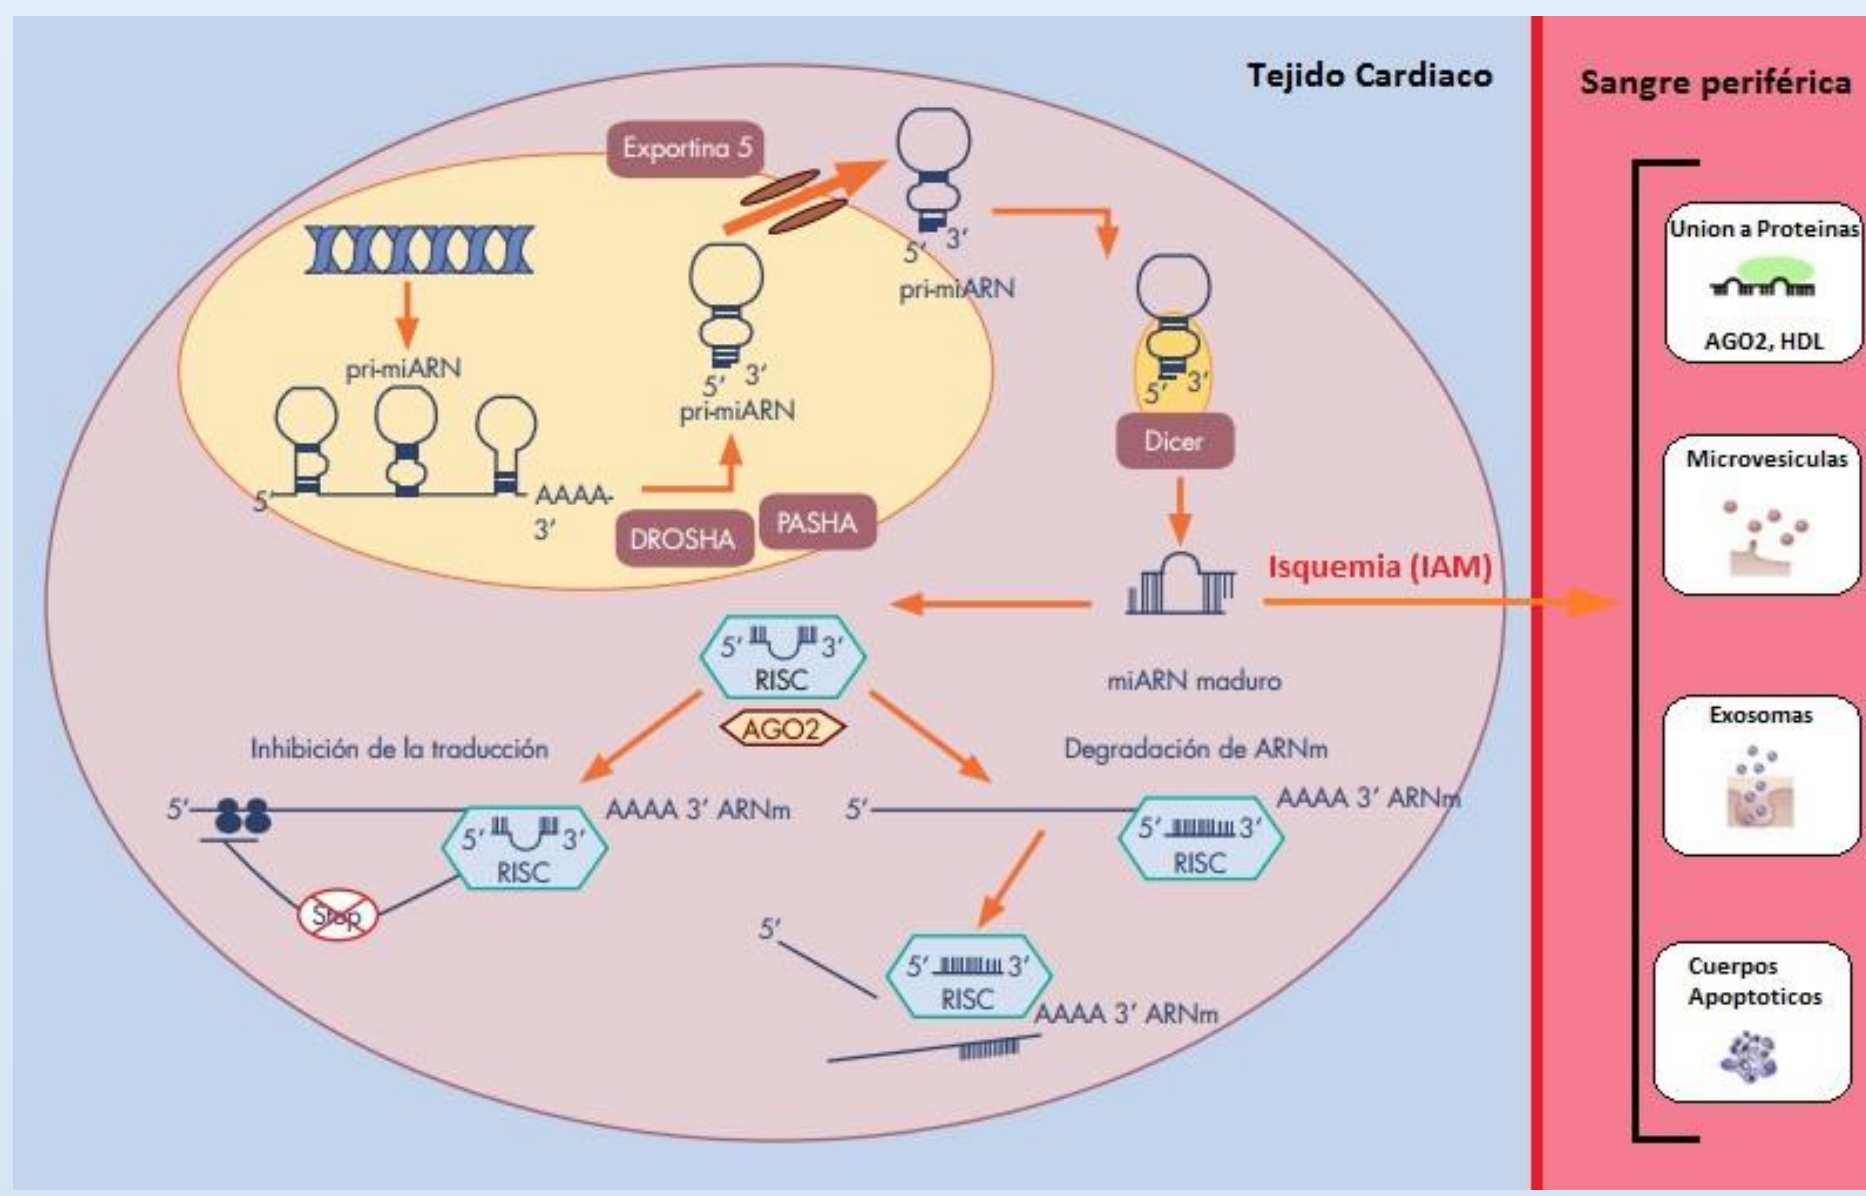 Tejido Cardiaco
Sangre periférica
Exportina 5
5' 3'
pri-miARN
pri-miARN
5' 3'
pri-miARN
5' 3'
Dicer
5'
AAAA-
3'
DROSHA
PASHA
Isquemia (IAM)
miARN maduro
5' 3'
RISC
AGO2
Inhibición de la traducción
5'
AAAA 3' ARNm
5' 3'
RISC
Stop
Degradación de ARNm
5'
AAAA 3' ARNm
5' 3'
RISC
5'
5' 3'
RISC
AAAA 3' ARNm
Union a Proteinas
AGO2, HDL
Microvesiculas
Exosomas
Cuerpos
Apoptoticos